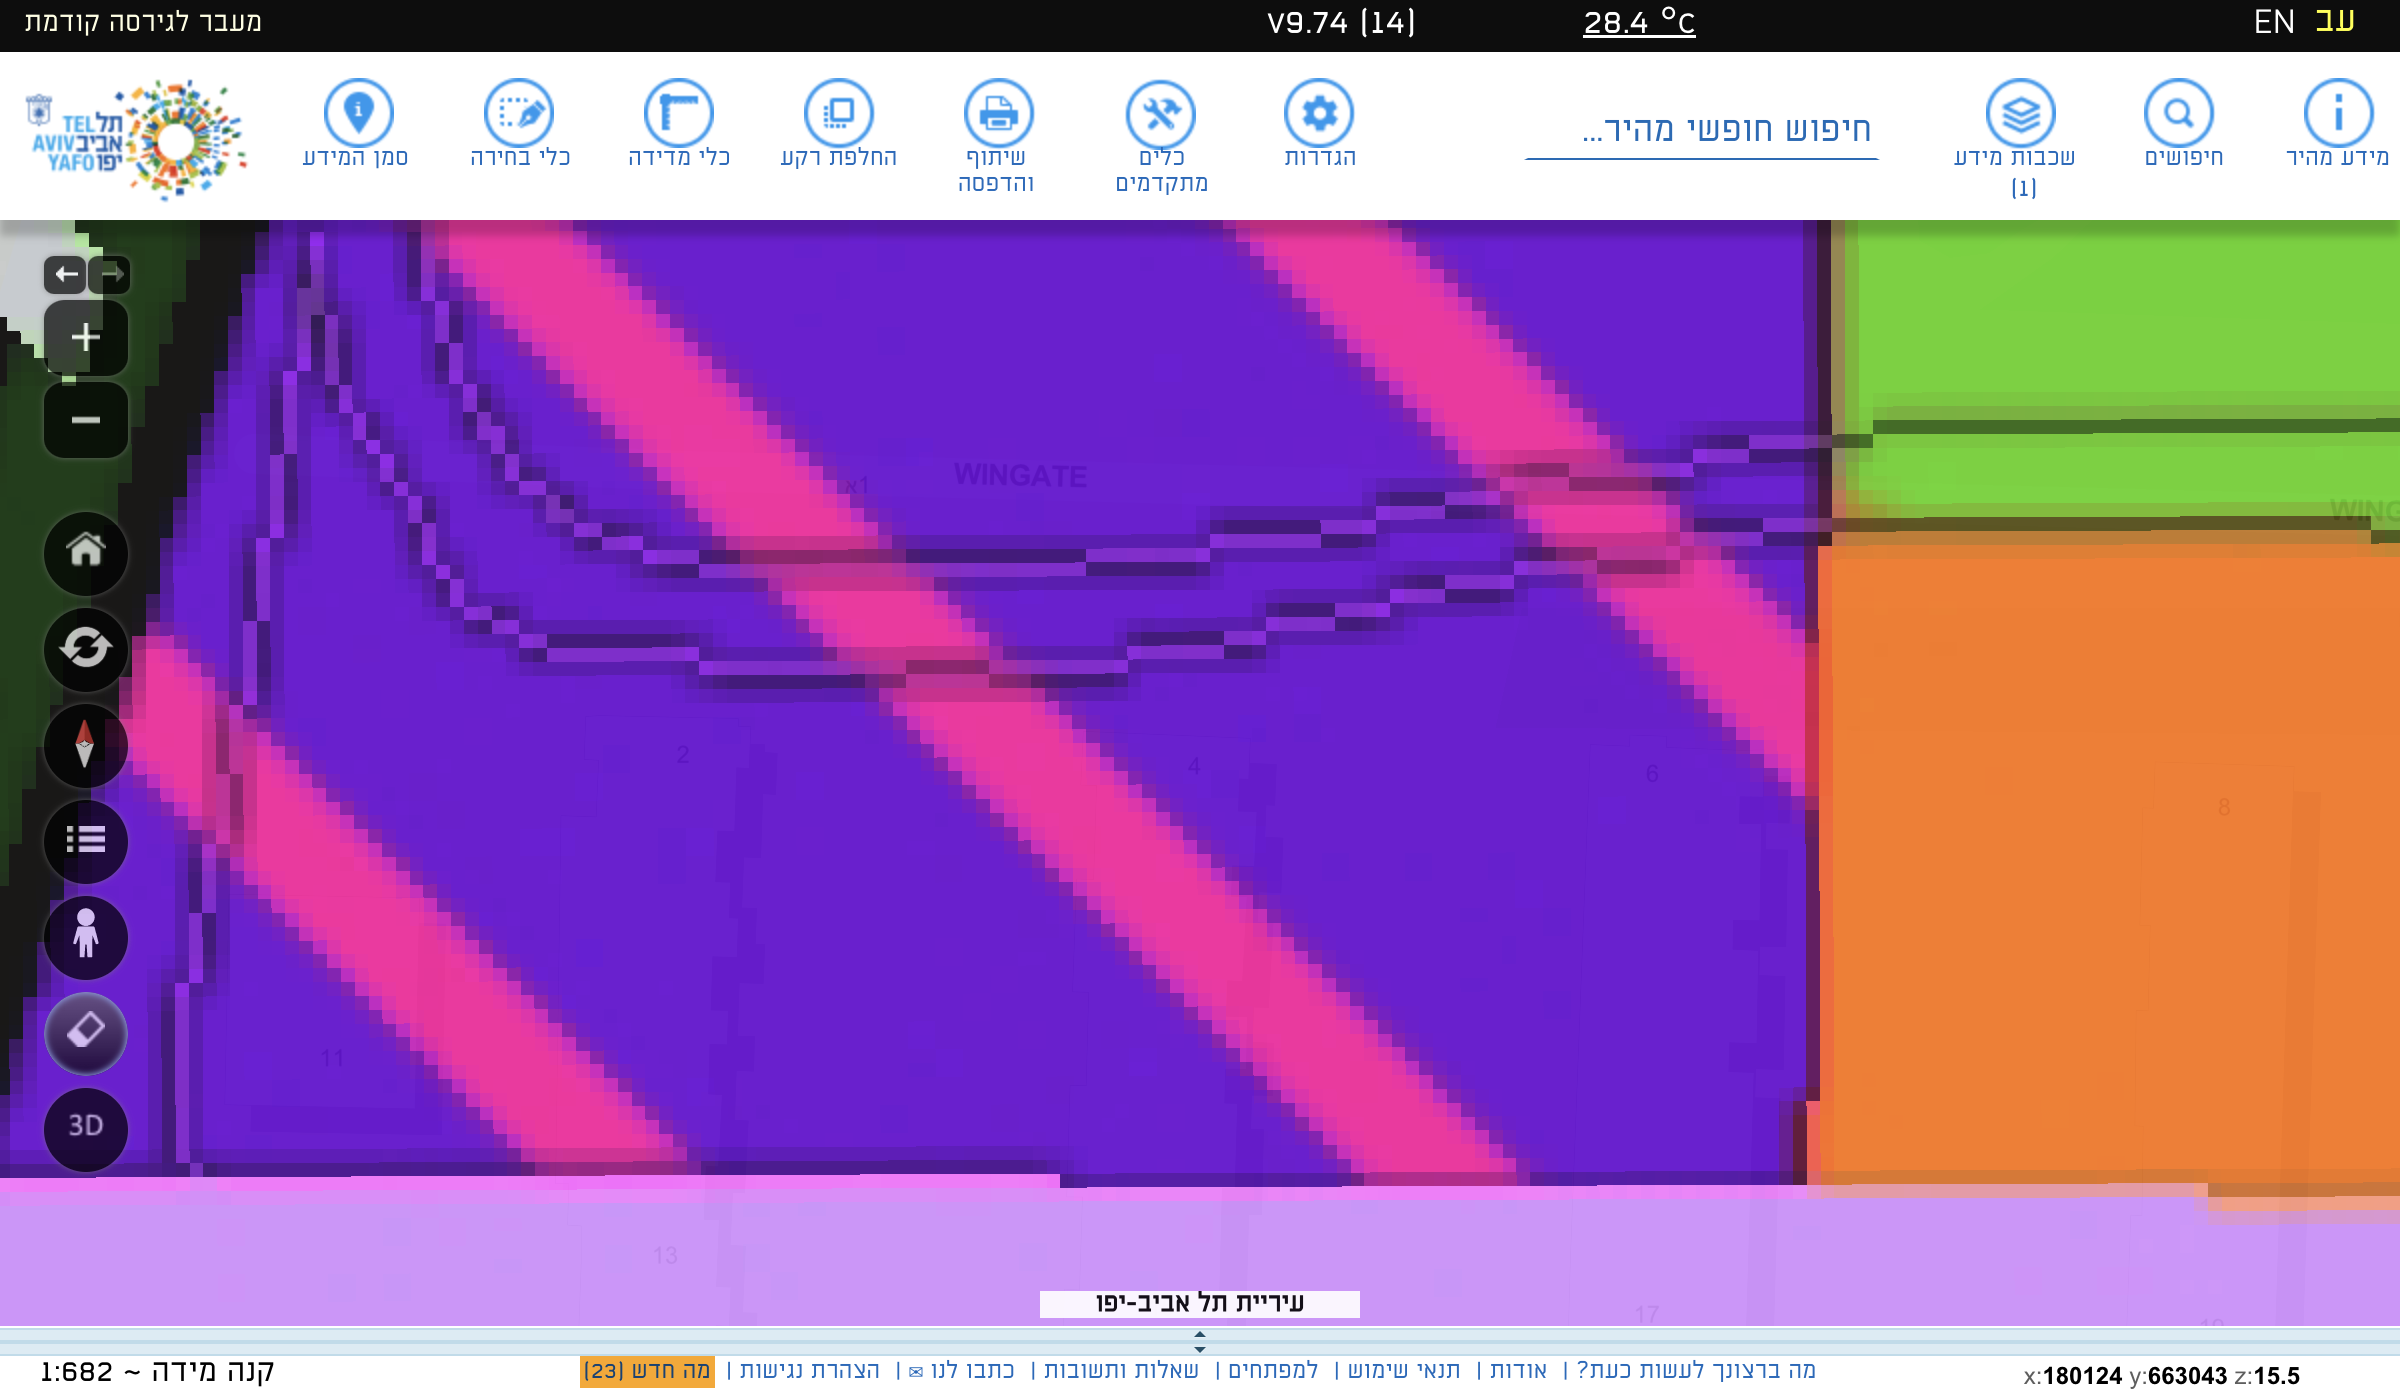 מעבר לגירסה קודמת
V9.74 (14)
28.4 °C
EN עב
תל אביב יפו
TEL AVIV YAFO
סמן המידע
כלי בחירה
כלי מדידה
החלפת רקע
שיתוף והדפסה
כלים מתקדמים
הגדרות
חיפוש חופשי מהיר...
שכבות מידע (1)
חיפושים
מידע מהיר
1א
WINGATE
WING
2
4
6
8
11
3D
13
17
עיריית תל אביב-יפו
קנה מידה ~ 1:682
מה ברצונך לעשות כעת? | אודות | תנאי שימוש | למפתחים | שאלות ותשובות | כתבו לנו ✉ | הצהרת נגישות | מה חדש (23)
x:180124 y:663043 z:15.5